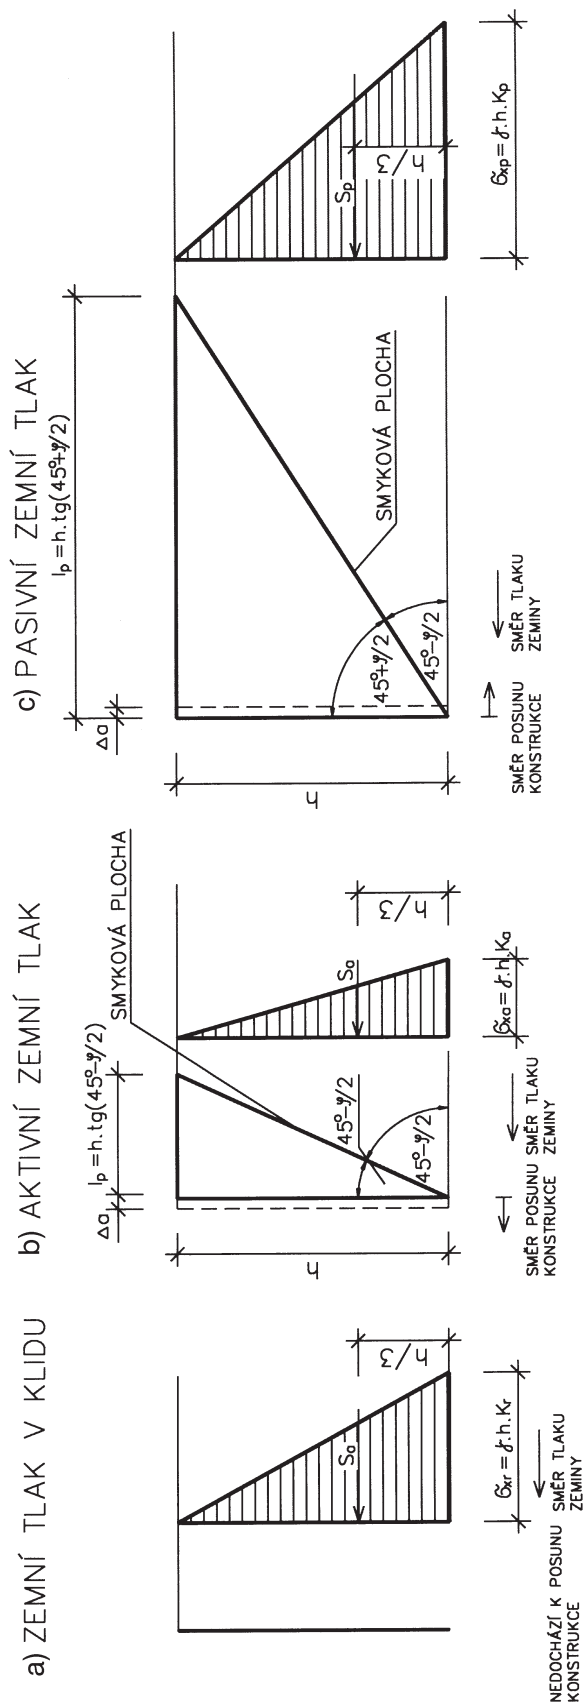 a) ZEMNÍ TLAK V KLIDU
Sa
h/3
σxr = γ.h.Kr
NEDOCHÁZÍ K POSUNU
KONSTRUKCE
SMĚR TLAKU
ZEMINY
b) AKTIVNÍ ZEMNÍ TLAK
Δa
lp = h.tg(45°-φ/2)
SMYKOVÁ PLOCHA
h
45°-φ/2
45°-φ/2
Sa
h/3
σxa = γ.h.Ka
SMĚR POSUNU
KONSTRUKCE
SMĚR TLAKU
ZEMINY
c) PASIVNÍ ZEMNÍ TLAK
lp = h.tg(45°+φ/2)
Δa
h
45°+φ/2
45°-φ/2
SMYKOVÁ PLOCHA
Sp
h/3
σxp = γ.h.Kp
SMĚR POSUNU
KONSTRUKCE
SMĚR TLAKU
ZEMINY